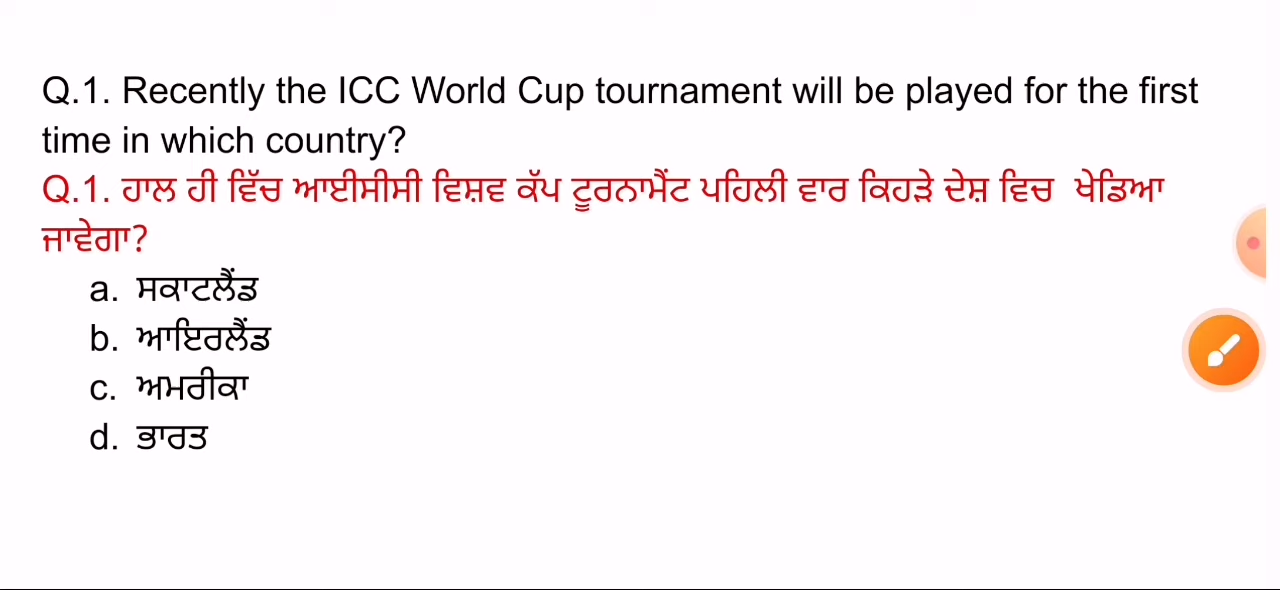 Q.1. Recently the ICC World Cup tournament will be played for the first
time in which country?
Q.1. ਹਾਲ ਹੀ ਵਿੱਚ ਆਈਸੀਸੀ ਵਿਸ਼ਵ ਕੱਪ ਟੂਰਨਾਮੈਂਟ ਪਹਿਲੀ ਵਾਰ ਕਿਹੜੇ ਦੇਸ਼ ਵਿਚ ਖੇਡਿਆ
ਜਾਵੇਗਾ?
a. ਸਕਾਟਲੈਂਡ
b. ਆਇਰਲੈਂਡ
c. ਅਮਰੀਕਾ
d. ਭਾਰਤ